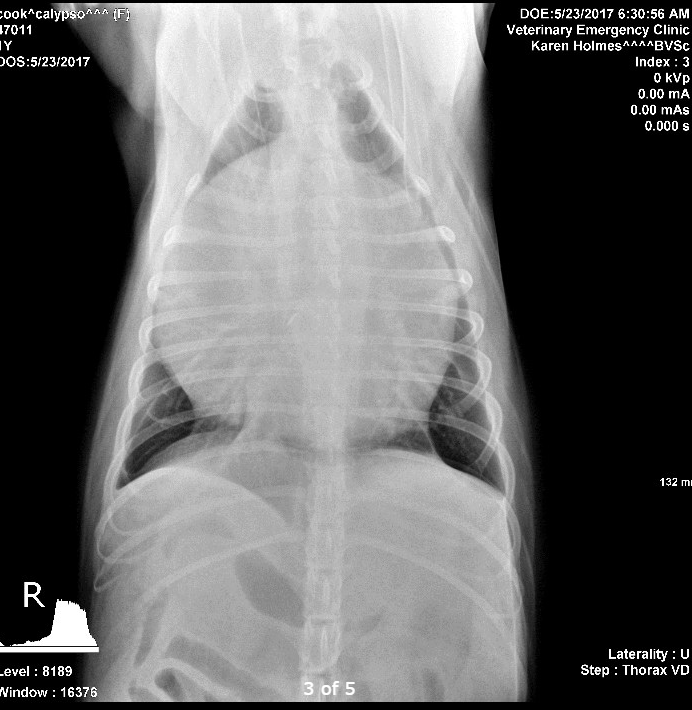 cook^calypso^^^ (F)
47011
1Y
DOS:5/23/2017
DOE:5/23/2017 6:30:56 AM
Veterinary Emergency Clinic
Karen Holmes^^^^BVSc
Index : 3
0 kVp
0.00 mA
0.00 mAs
0.000 s
132 m
R
Level : 8189
Window : 16376
3 of 5
Laterality : U
Step : Thorax VD